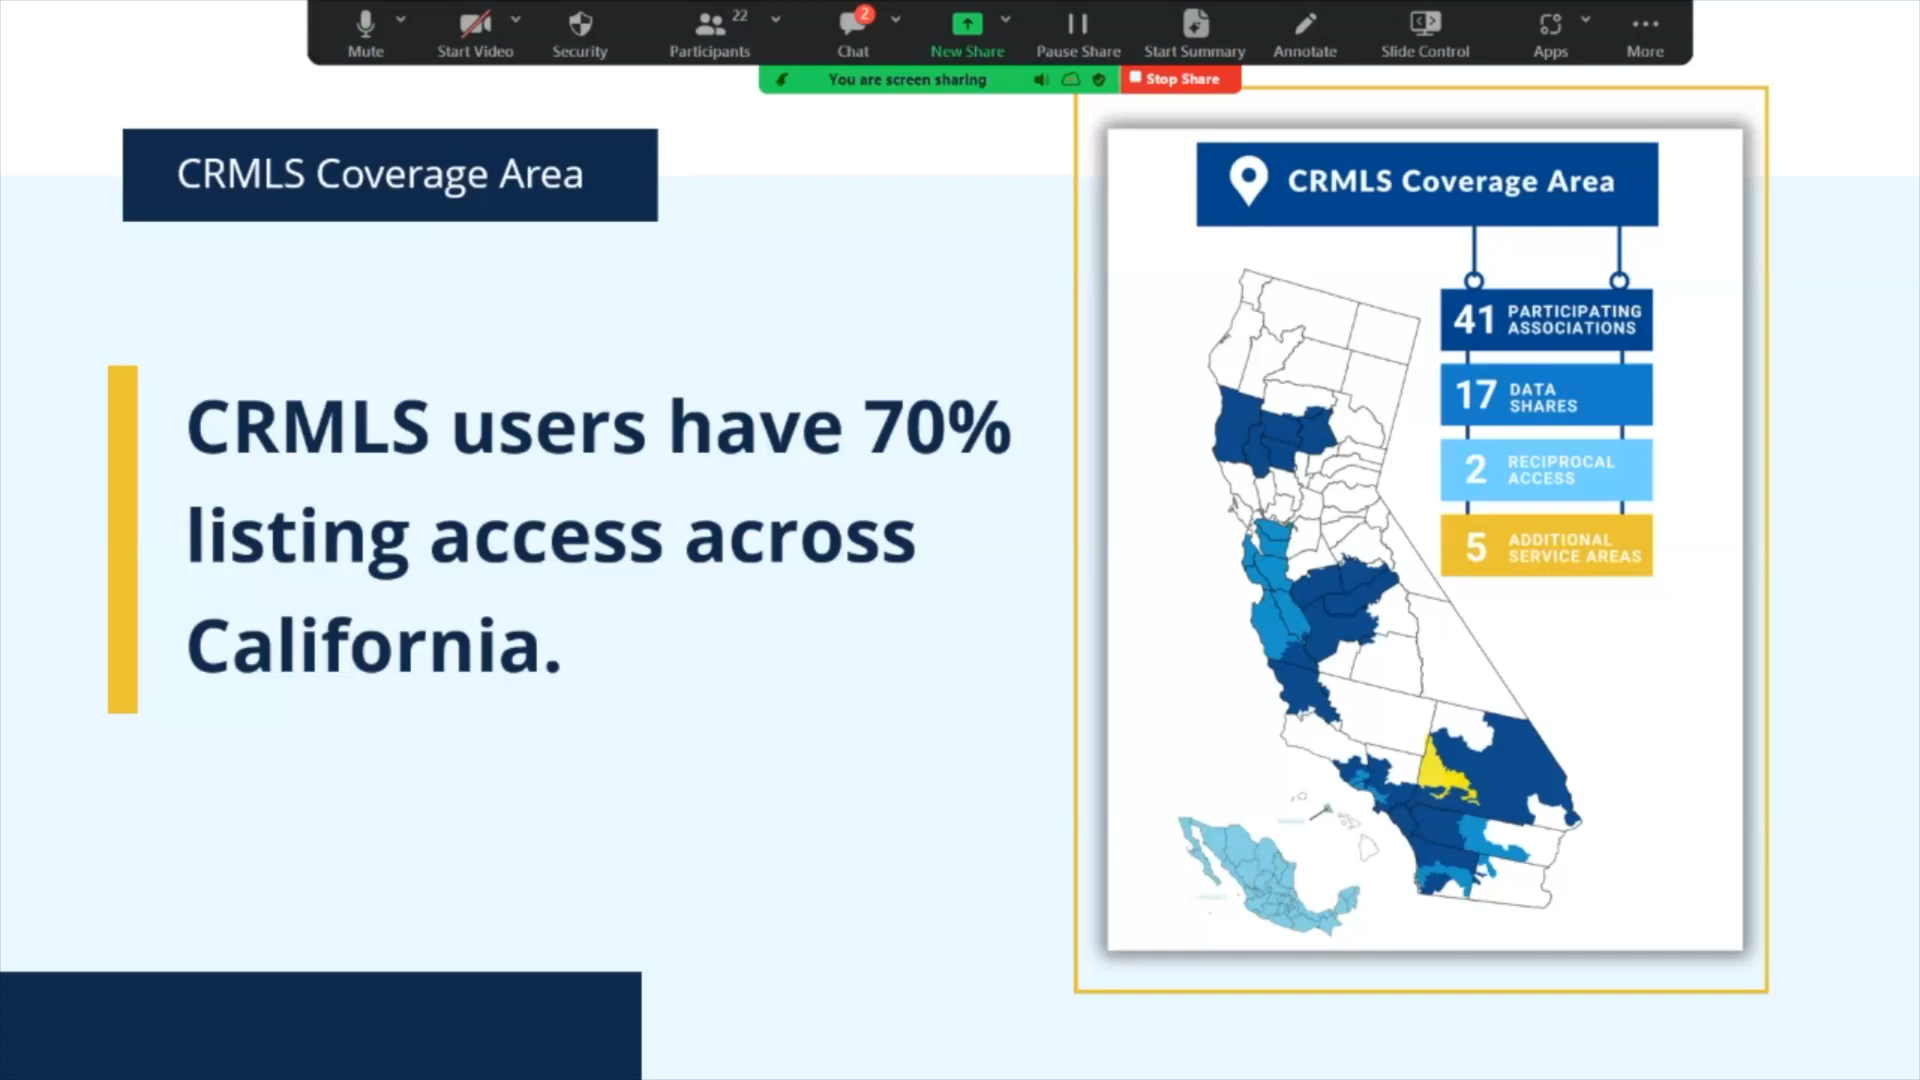 Mute
Start Video
Security
Participants
22
Chat
2
New Share
Pause Share
Start Summary
Annotate
Slide Control
Apps
More
You are screen sharing
Stop Share
CRMLS Coverage Area
CRMLS users have 70%
listing access across
California.
CRMLS Coverage Area
41 PARTICIPATING
ASSOCIATIONS
17 DATA
SHARES
2 RECIPROCAL
ACCESS
5 ADDITIONAL
SERVICE AREAS